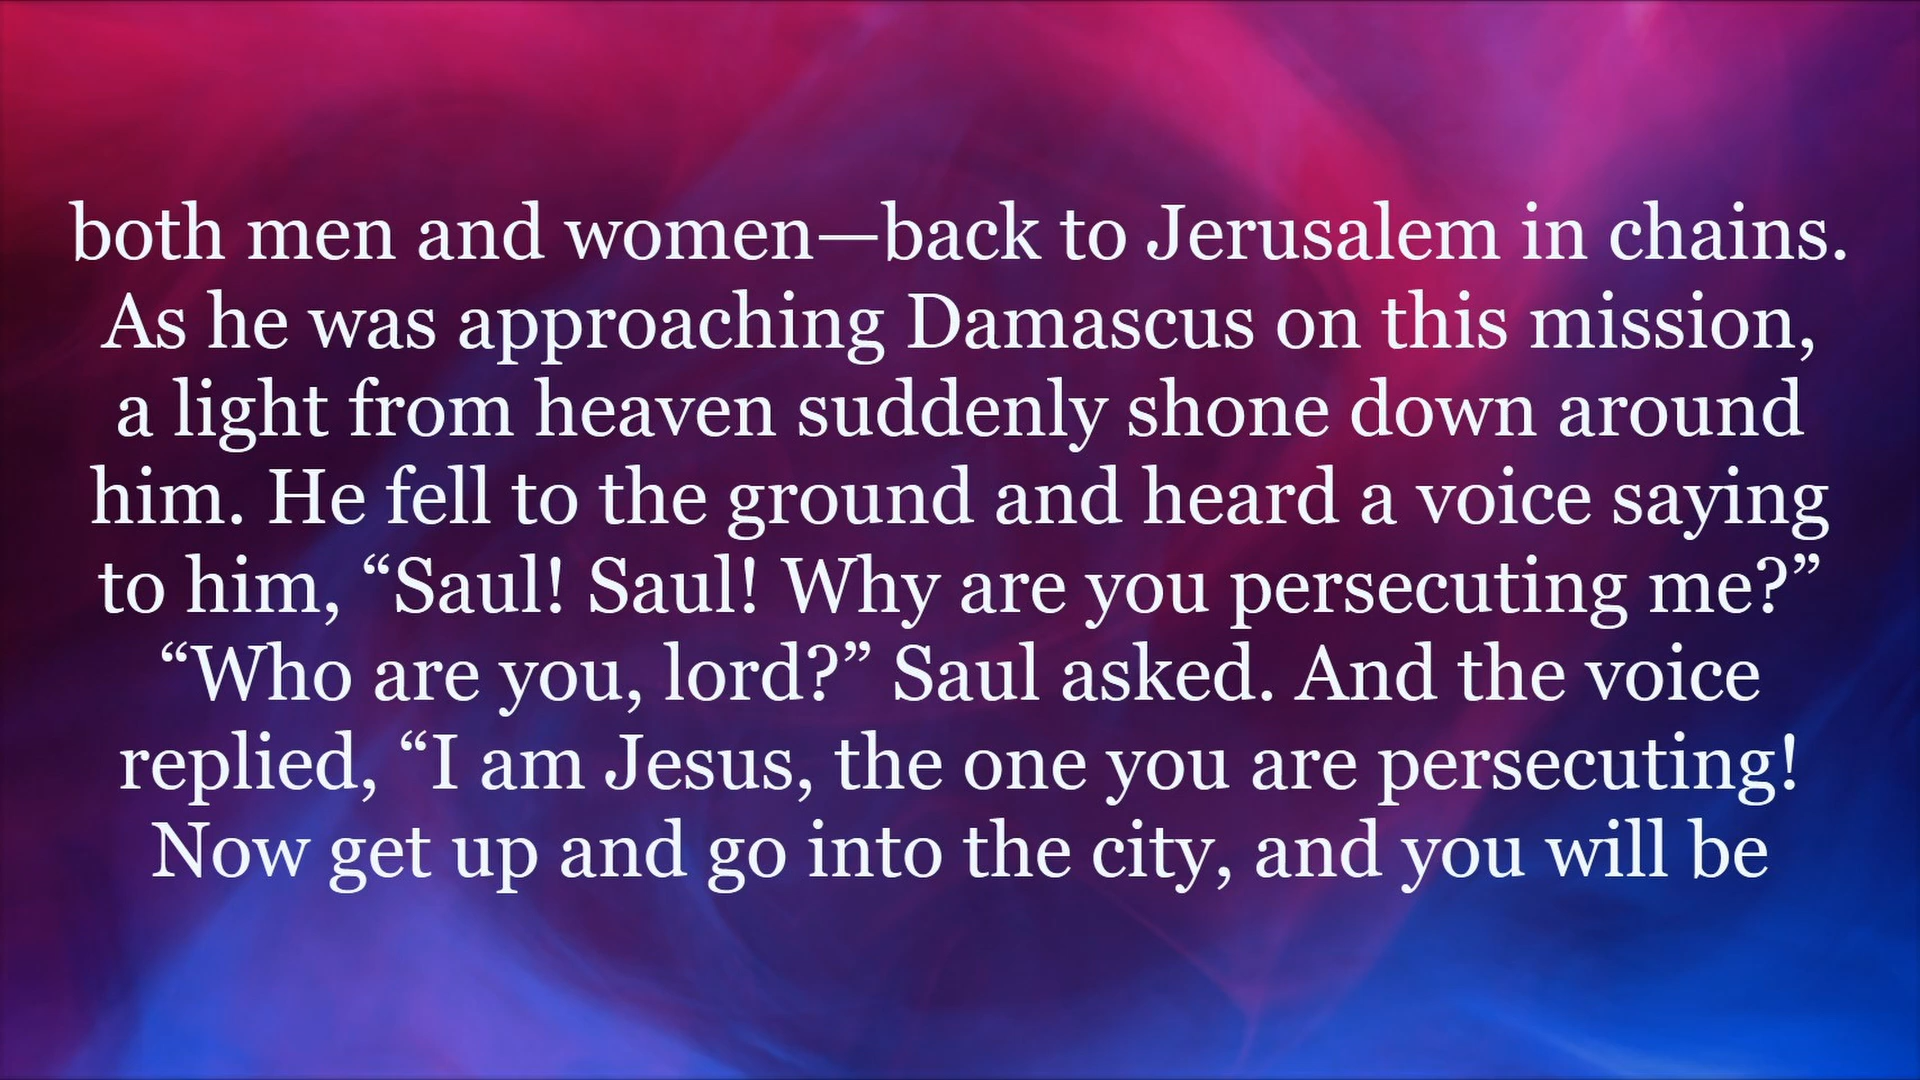 both men and women—back to Jerusalem in chains.
As he was approaching Damascus on this mission,
a light from heaven suddenly shone down around
him. He fell to the ground and heard a voice saying
to him, “Saul! Saul! Why are you persecuting me?”
“Who are you, lord?” Saul asked. And the voice
replied, “I am Jesus, the one you are persecuting!
Now get up and go into the city, and you will be